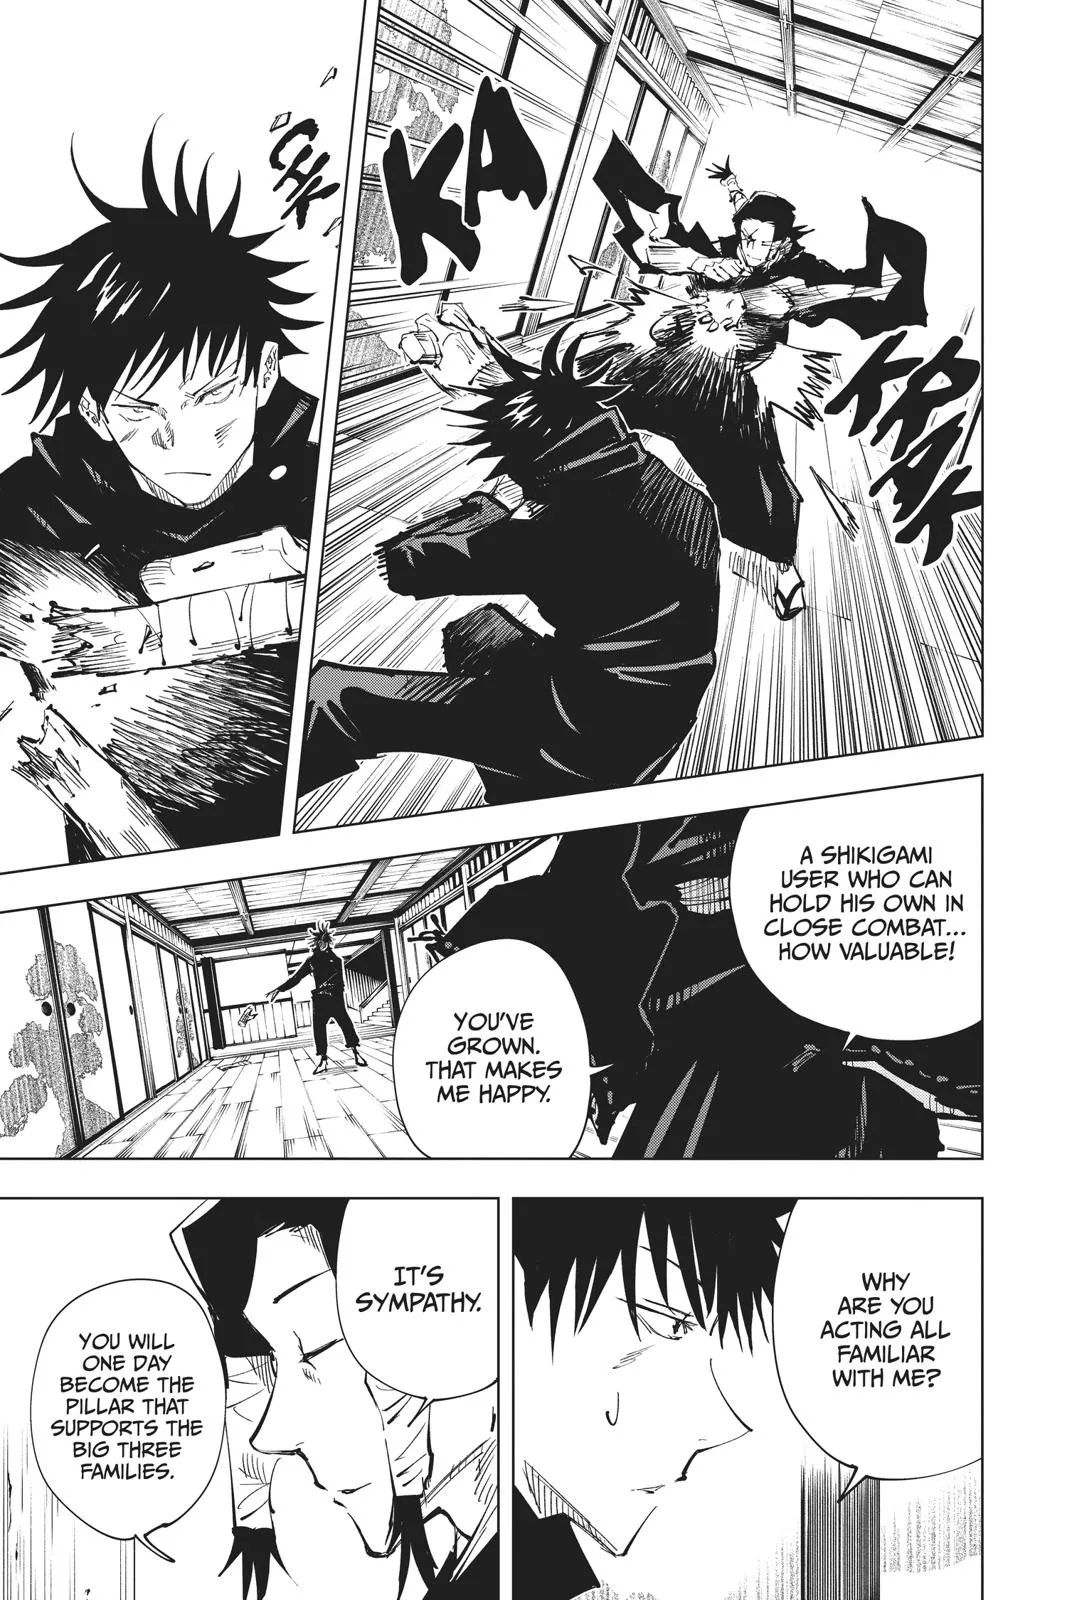 KA
A SHIKIGAMI
USER WHO CAN
HOLD HIS OWN IN
CLOSE COMBAT...
HOW VALUABLE!
YOU'VE
GROWN.
THAT MAKES
ME HAPPY.
WHY
ARE YOU
ACTING ALL
FAMILIAR
WITH ME?
IT'S
SYMPATHY.
YOU WILL
ONE DAY
BECOME THE
PILLAR THAT
SUPPORTS THE
BIG THREE
FAMILIES.